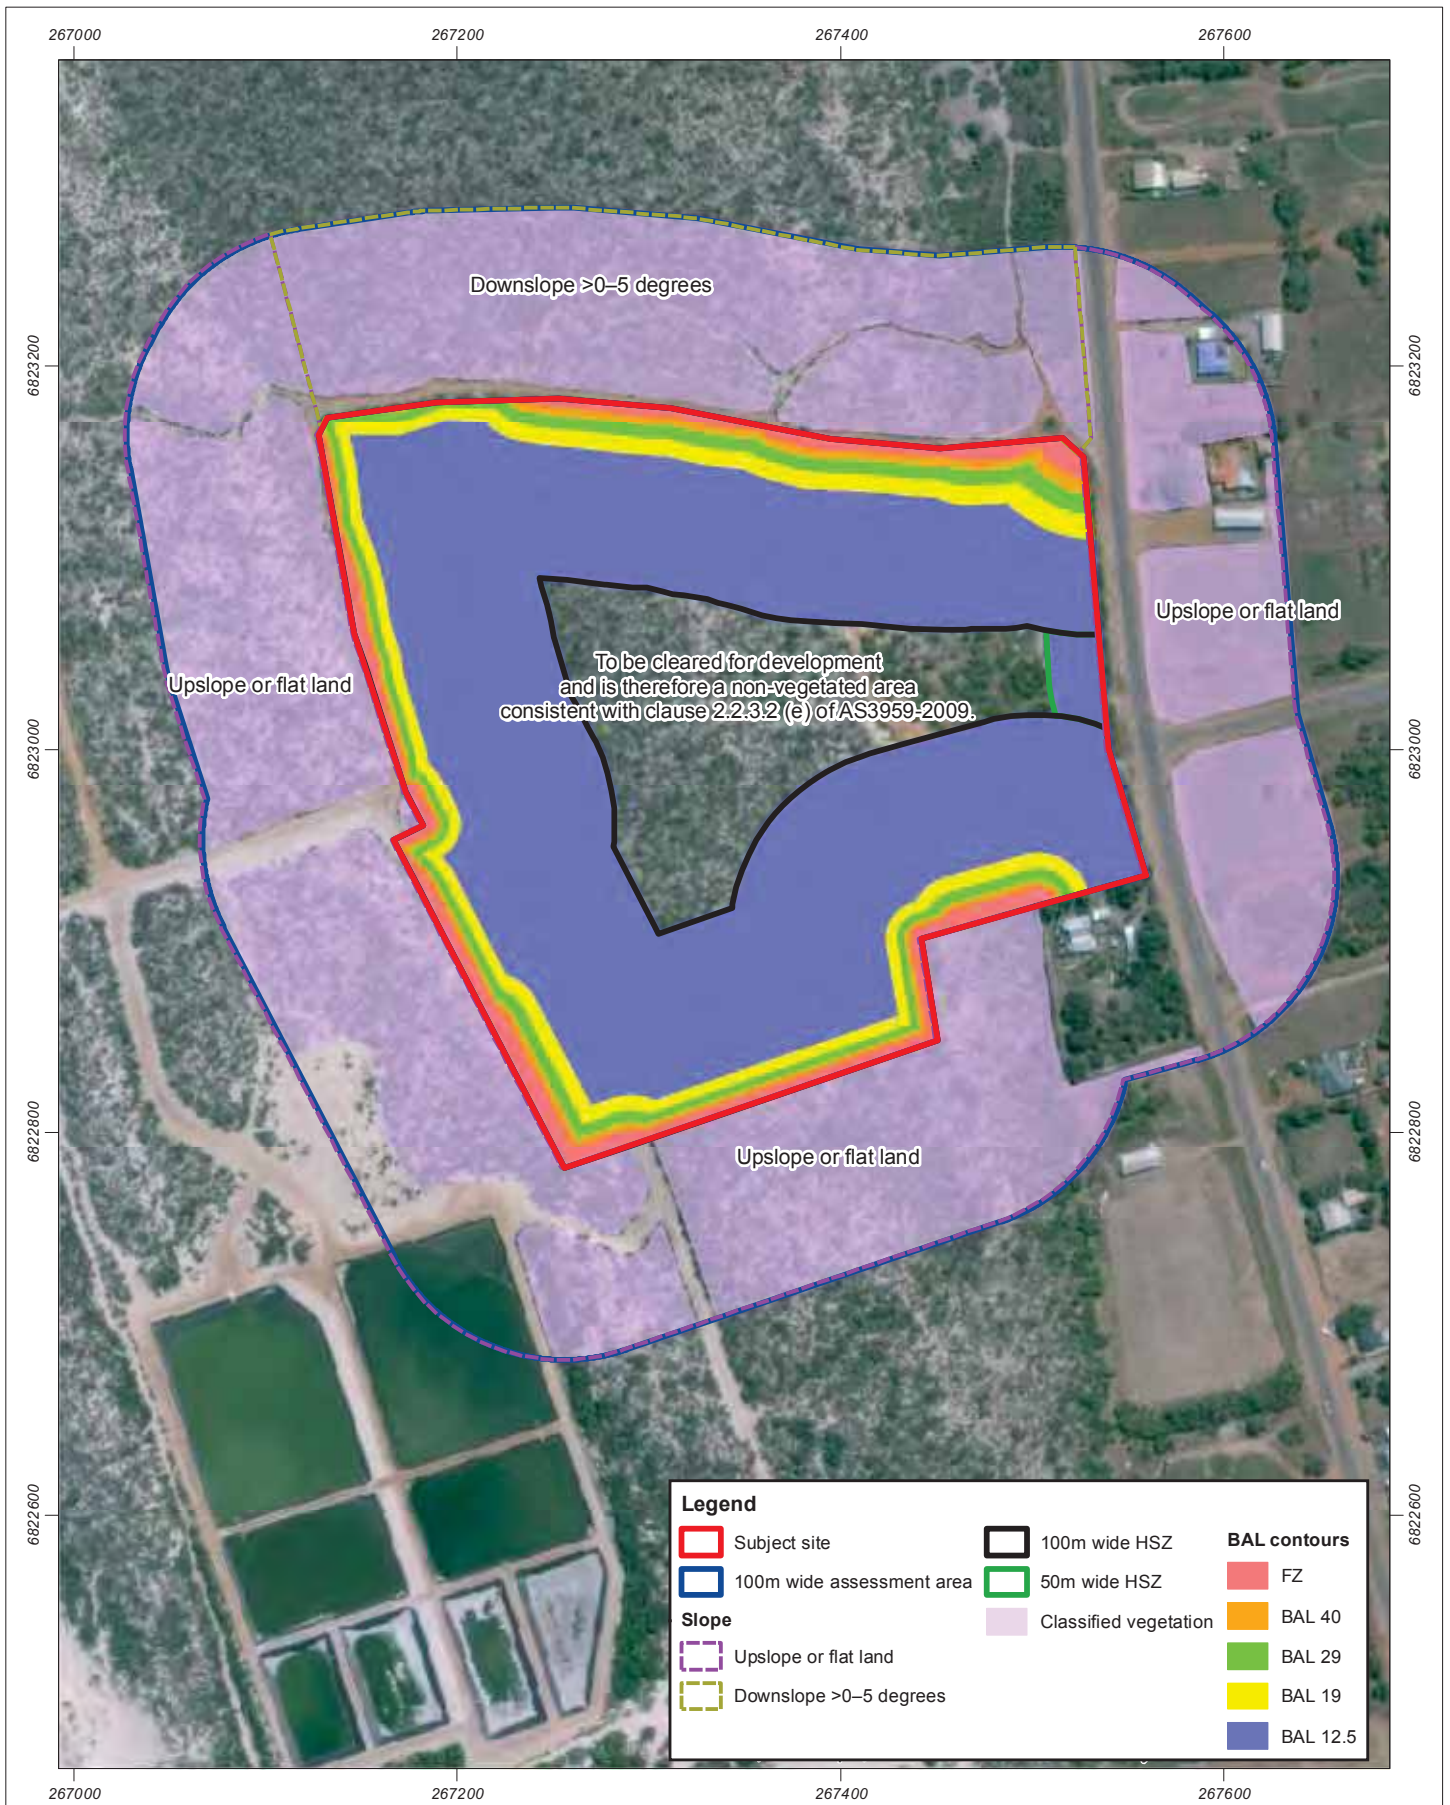 267000 267200 267400 267600
Downslope >0–5 degrees
6823200 6823200
Upslope or flat land
To be cleared for development
and is therefore a non-vegetated area
consistent with clause 2.2.3.2 (e) of AS3959-2009.
Upslope or flat land
6823000 6823000
6822800 6822800
Upslope or flat land
6822600 6822600
Legend
Subject site
100m wide assessment area
Slope
Upslope or flat land
Downslope >0–5 degrees
100m wide HSZ
50m wide HSZ
Classified vegetation
BAL contours
FZ
BAL 40
BAL 29
BAL 19
BAL 12.5
267000 267200 267400 267600